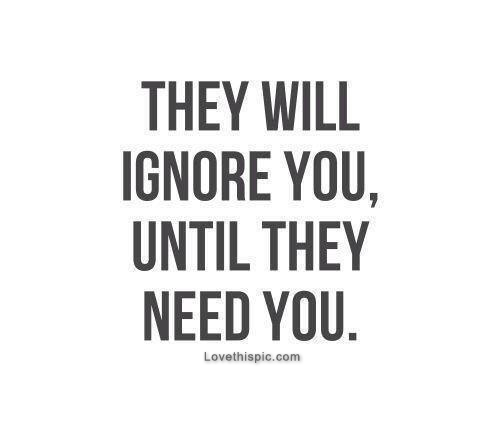 THEY WILL
IGNORE YOU,
UNTIL THEY
NEED YOU.
Lovethispic.com